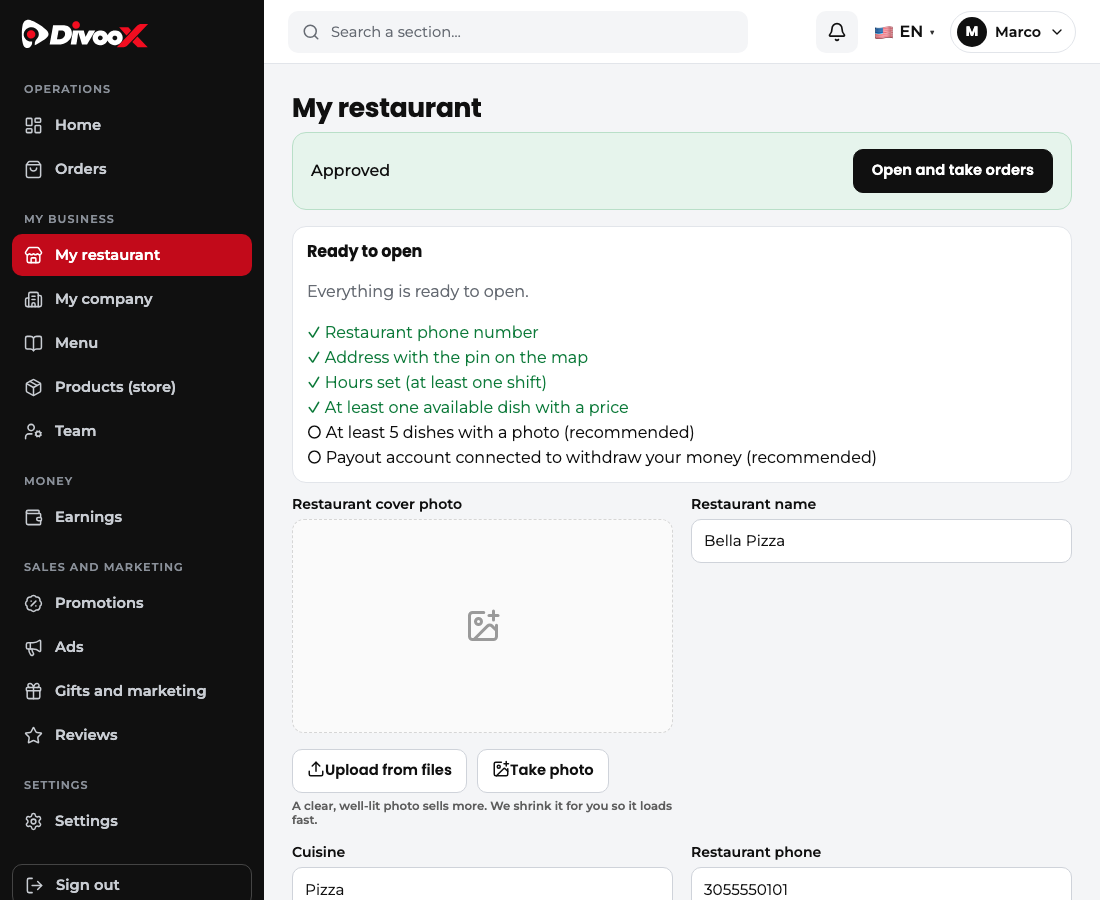 DivooX
Search a section...
EN
M
Marco
OPERATIONS
Home
Orders
MY BUSINESS
My restaurant
My company
Menu
Products (store)
Team
MONEY
Earnings
SALES AND MARKETING
Promotions
Ads
Gifts and marketing
Reviews
SETTINGS
Settings
Sign out
My restaurant
Approved
Open and take orders
Ready to open
Everything is ready to open.
✓ Restaurant phone number
✓ Address with the pin on the map
✓ Hours set (at least one shift)
✓ At least one available dish with a price
○ At least 5 dishes with a photo (recommended)
○ Payout account connected to withdraw your money (recommended)
Restaurant cover photo
Restaurant name
Bella Pizza
Upload from files
Take photo
A clear, well-lit photo sells more. We shrink it for you so it loads
fast.
Cuisine
Restaurant phone
Pizza
3055550101